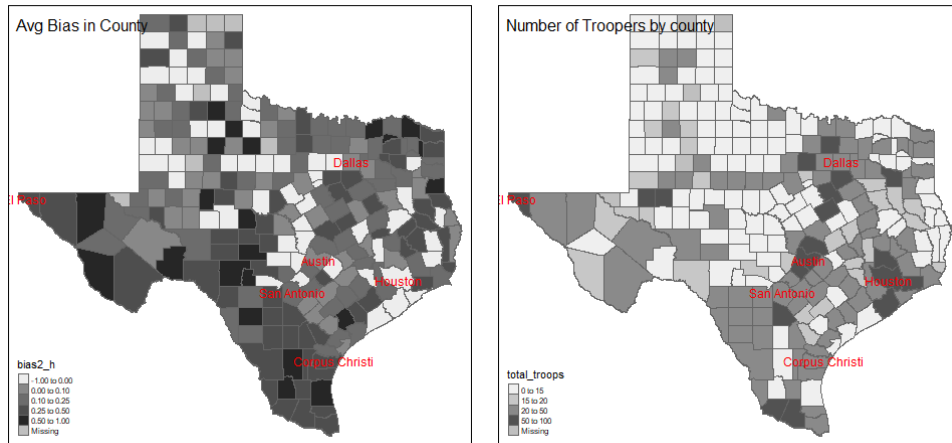 Avg Bias in County
Dallas
El Paso
Austin
Houston
San Antonio
Corpus Christi
bias2_h
-1.00 to 0.00
0.00 to 0.10
0.10 to 0.25
0.25 to 0.50
0.50 to 1.00
Missing
Number of Troopers by county
Dallas
El Paso
Austin
Houston
San Antonio
Corpus Christi
total_troops
0 to 15
15 to 20
20 to 50
50 to 100
Missing